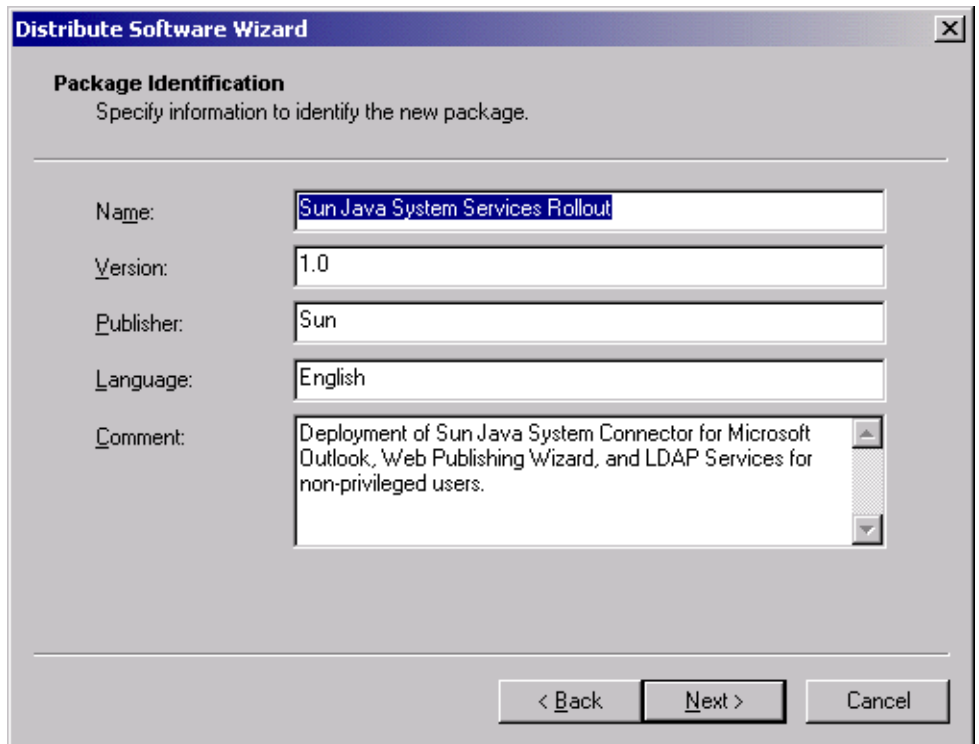 Distribute Software Wizard
Package Identification
Specify information to identify the new package.
Name:
Sun Java System Services Rollout
Version:
1.0
Publisher:
Sun
Language:
English
Comment:
Deployment of Sun Java System Connector for Microsoft
Outlook, Web Publishing Wizard, and LDAP Services for
non-privileged users.
< Back
Next >
Cancel